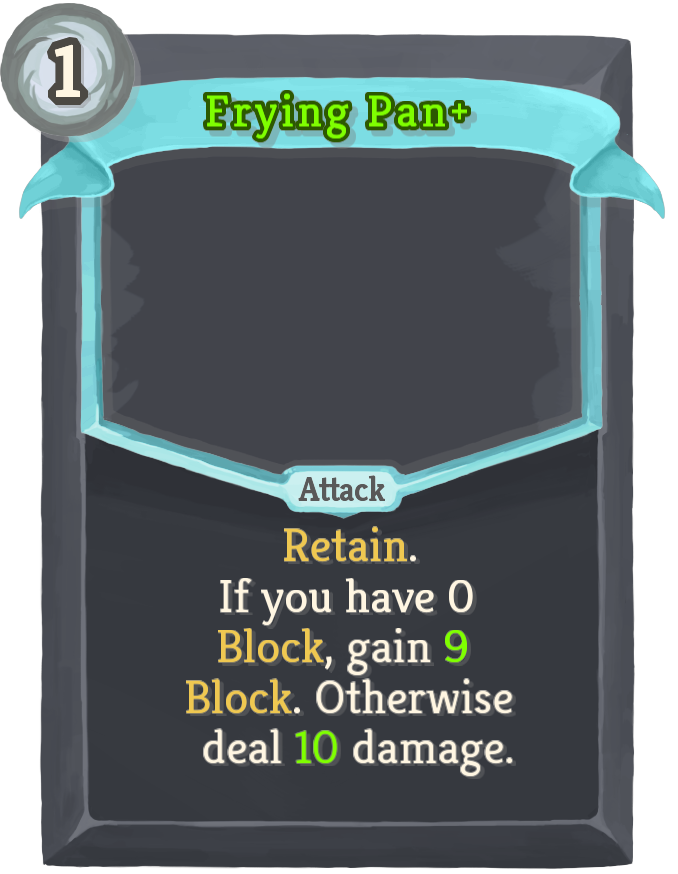 1
Frying Pan+
Attack
Retain.
If you have 0
Block, gain 9
Block. Otherwise
deal 10 damage.